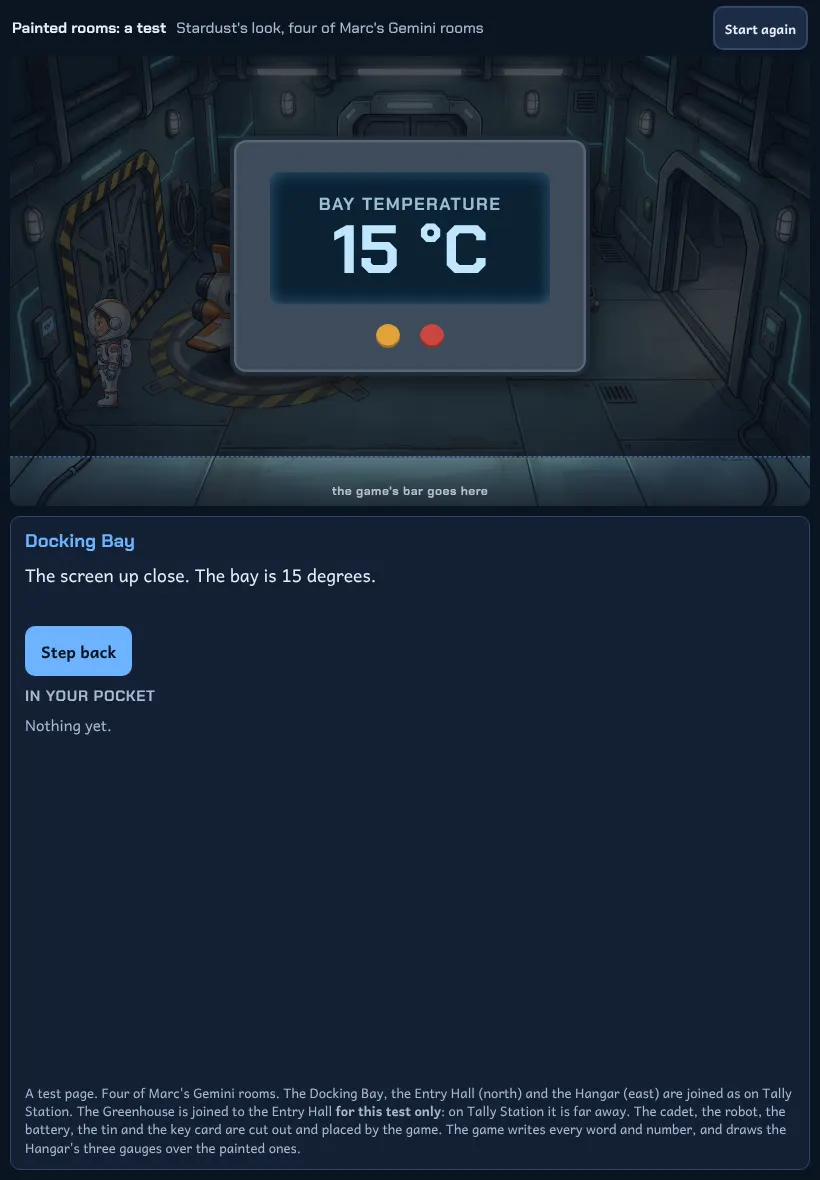 Painted rooms: a test Stardust's look, four of Marc's Gemini rooms
Start again
BAY TEMPERATURE
15 °C
the game's bar goes here
Docking Bay
The screen up close. The bay is 15 degrees.
Step back
IN YOUR POCKET
Nothing yet.
A test page. Four of Marc's Gemini rooms. The Docking Bay, the Entry Hall (north) and the Hangar (east) are joined as on Tally
Station. The Greenhouse is joined to the Entry Hall for this test only: on Tally Station it is far away. The cadet, the robot, the
battery, the tin and the key card are cut out and placed by the game. The game writes every word and number, and draws the
Hangar's three gauges over the painted ones.